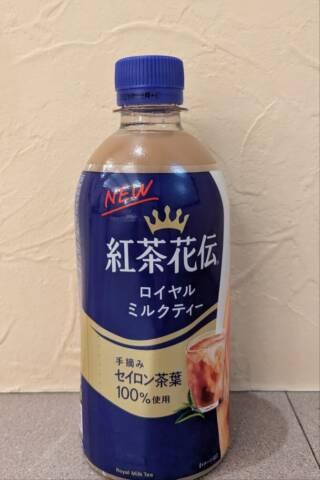 NEW
紅茶花伝
ロイヤル
ミルクティー
手摘み
セイロン茶葉
100%使用
Royal Milk Tea